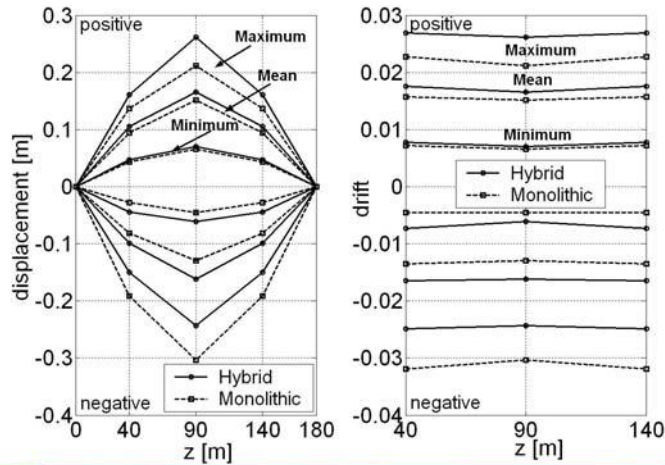 0.3
positive
Maximum
0.2
Mean
0.1
Minimum
0
-0.1
-0.2
-0.3
Hybrid
Monolithic
negative
-0.4
0 40 90 140 180
z [m]
displacement [m]
0.03
positive
Maximum
0.02
Mean
0.01
Minimum
Hybrid
0
Monolithic
-0.01
-0.02
-0.03
negative
-0.04
40 90 140
z [m]
drift